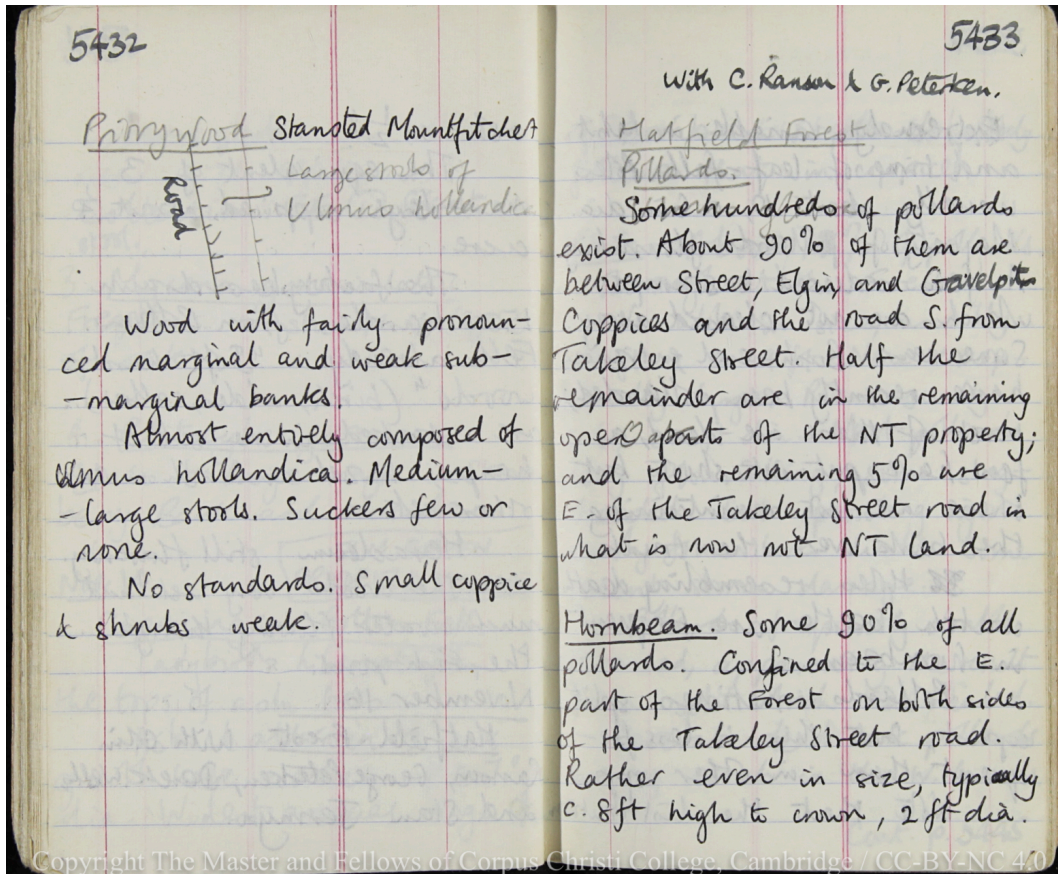 5432
Pirrywood Stansted Mountfitchet
Large stools of
Ulmus hollandica
Road
Wood with fairly pronoun-
ced marginal and weak sub-
-marginal banks.
Almost entirely composed of
Ulmus hollandica. Medium-
-large stools. Suckers few or
none.
No standards. Small coppice
& shrubs weak.
5433
With C. Ranson & G. Peterken.
Hatfield Forest
Pollards.
Some hundreds of pollards
exist. About 90% of them are
between Street, Elgin, and Gravelpit
Coppices and the road S. from
Takeley Street. Half the
remainder are in the remaining
open parts of the NT property;
and the remaining 5% are
E of the Takeley Street road in
what is now not NT land.
Hornbeam. Some 90% of all
pollards. Confined to the E.
part of the Forest on both sides
of the Takeley Street road.
Rather even in size, typically
c. 8ft high to crown, 2 ft dia.
Copyright The Master and Fellows of Corpus Christi College, Cambridge / CC-BY-NC 4.0